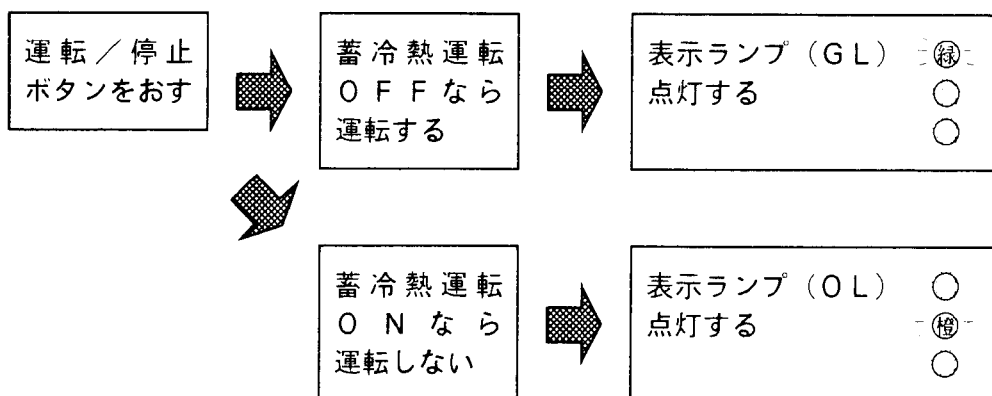 運転／停止
ボタンをおす
蓄冷熱運転
ＯＦＦなら
運転する
表示ランプ（ＧＬ）
緑
点灯する
蓄冷熱運転
ＯＮなら
運転しない
表示ランプ（ＯＬ）
点灯する
橙